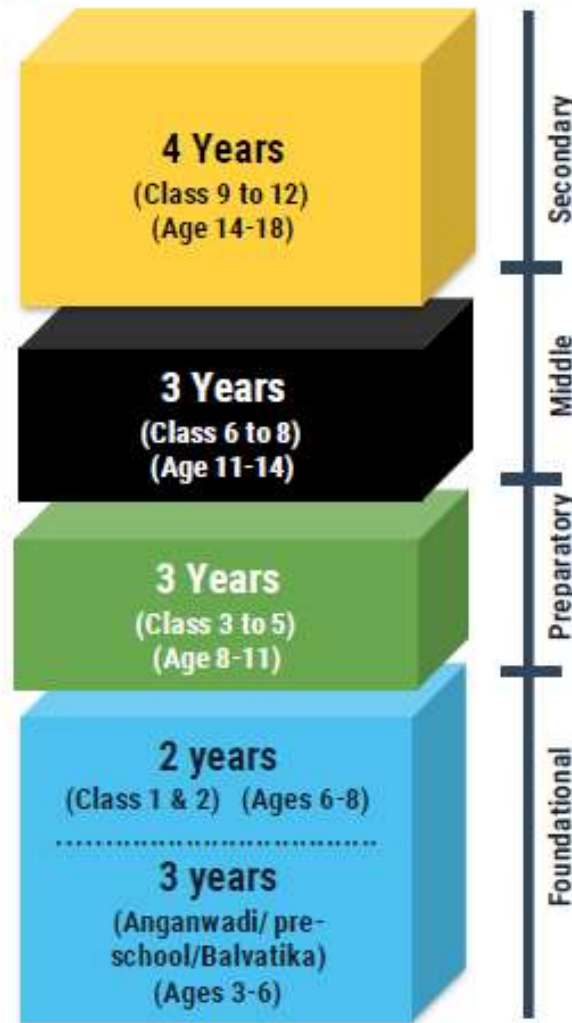 4 Years
(Class 9 to 12)
(Age 14-18)
Secondary
3 Years
(Class 6 to 8)
(Age 11-14)
Middle
3 Years
(Class 3 to 5)
(Age 8-11)
Preparatory
2 years
(Class 1 & 2) (Ages 6-8)
3 years
(Anganwadi/ pre-
school/Balvatika)
(Ages 3-6)
Foundational